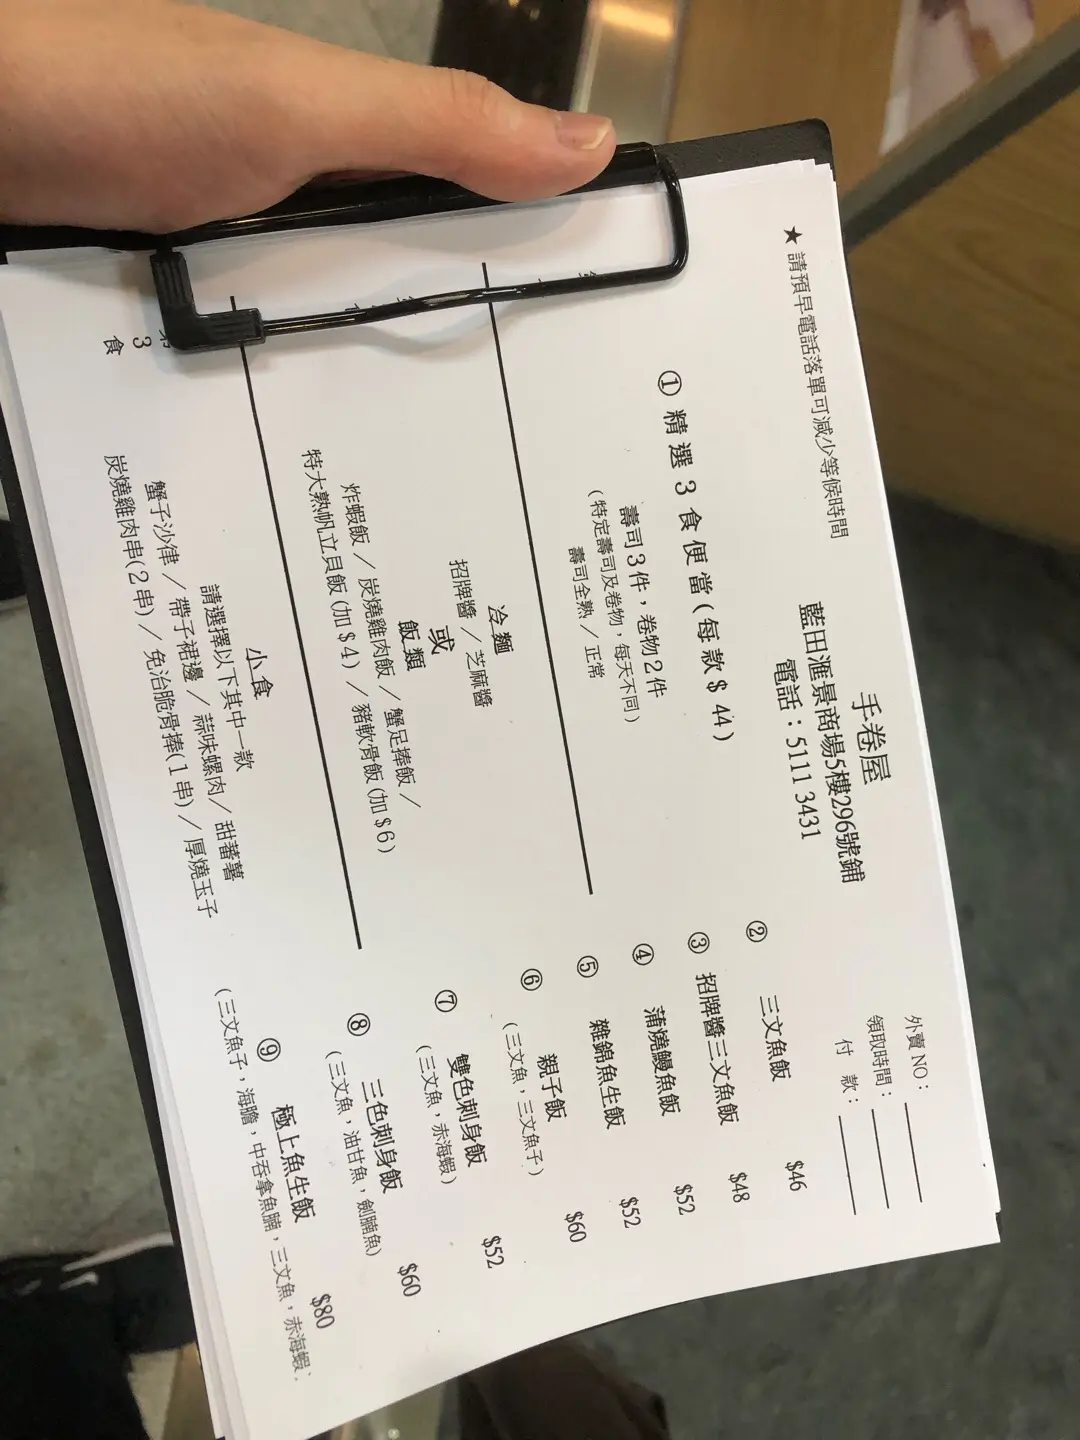 手卷屋
藍田滙景商場5樓296號鋪
電話：5111 3431
★ 請預早電話落單可減少等候時間
外賣 NO：
領取時間：
付 款：
① 精選 3 食便當 ( 每款 $ 44 )
壽司 3 件，卷物 2 件
( 特定壽司及卷物，每天不同 )
壽司全熟 ／ 正常
冷麵
招牌醬 ／ 芝麻醬
或
飯類
炸蝦飯 ／ 炭燒雞肉飯 ／ 蟹足棒飯 ／
特大熟帆立貝飯 (加 $ 4 ) ／ 豬軟骨飯 (加 $ 6 )
3
食
小食
請選擇以下其中一款
蟹子沙律 ／ 帶子裙邊 ／ 蒜味螺肉 ／ 甜蕃薯
炭燒雞肉串( 2 串) ／ 免治脆骨捧( 1 串) ／ 厚燒玉子
② 三文魚飯 $46
③ 招牌醬三文魚飯 $48
④ 蒲燒鰻魚飯 $52
⑤ 雜錦魚生飯 $52
⑥ 親子飯 $60
( 三文魚，三文魚子 )
⑦ 雙色刺身飯 $52
( 三文魚，赤海蝦 )
⑧ 三色刺身飯 $60
( 三文魚，油甘魚，劍腩魚)
⑨ 極上魚生飯 $80
( 三文魚子，海膽，中吞拿魚腩，三文魚，赤海蝦